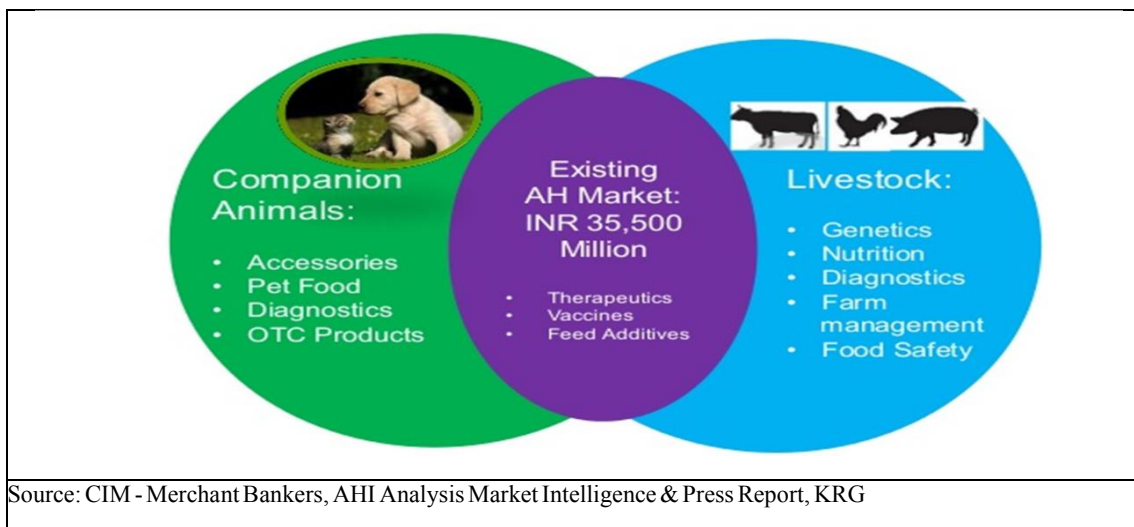 Companion
Animals:
• Accessories
• Pet Food
• Diagnostics
• OTC Products
Existing
AH Market:
INR 35,500
Million
• Therapeutics
• Vaccines
• Feed Additives
Livestock:
• Genetics
• Nutrition
• Diagnostics
• Farm
management
• Food Safety
Source: CIM - Merchant Bankers, AHI Analysis Market Intelligence & Press Report, KRG